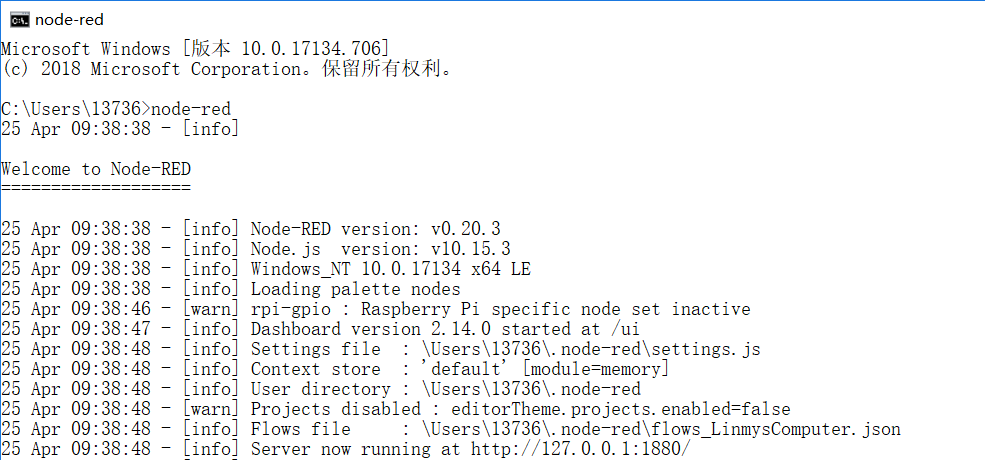 node-red
Microsoft Windows [版本 10.0.17134.706]
(c) 2018 Microsoft Corporation。保留所有权利。
C:\Users\13736>node-red
25 Apr 09:38:38 - [info]
Welcome to Node-RED
===================
25 Apr 09:38:38 - [info] Node-RED version: v0.20.3
25 Apr 09:38:38 - [info] Node.js  version: v10.15.3
25 Apr 09:38:38 - [info] Windows_NT 10.0.17134 x64 LE
25 Apr 09:38:38 - [info] Loading palette nodes
25 Apr 09:38:46 - [warn] rpi-gpio : Raspberry Pi specific node set inactive
25 Apr 09:38:47 - [info] Dashboard version 2.14.0 started at /ui
25 Apr 09:38:48 - [info] Settings file  : \Users\13736\.node-red\settings.js
25 Apr 09:38:48 - [info] Context store  : 'default' [module=memory]
25 Apr 09:38:48 - [info] User directory : \Users\13736\.node-red
25 Apr 09:38:48 - [warn] Projects disabled : editorTheme.projects.enabled=false
25 Apr 09:38:48 - [info] Flows file     : \Users\13736\.node-red\flows_LinmysComputer.json
25 Apr 09:38:48 - [info] Server now running at http://127.0.0.1:1880/